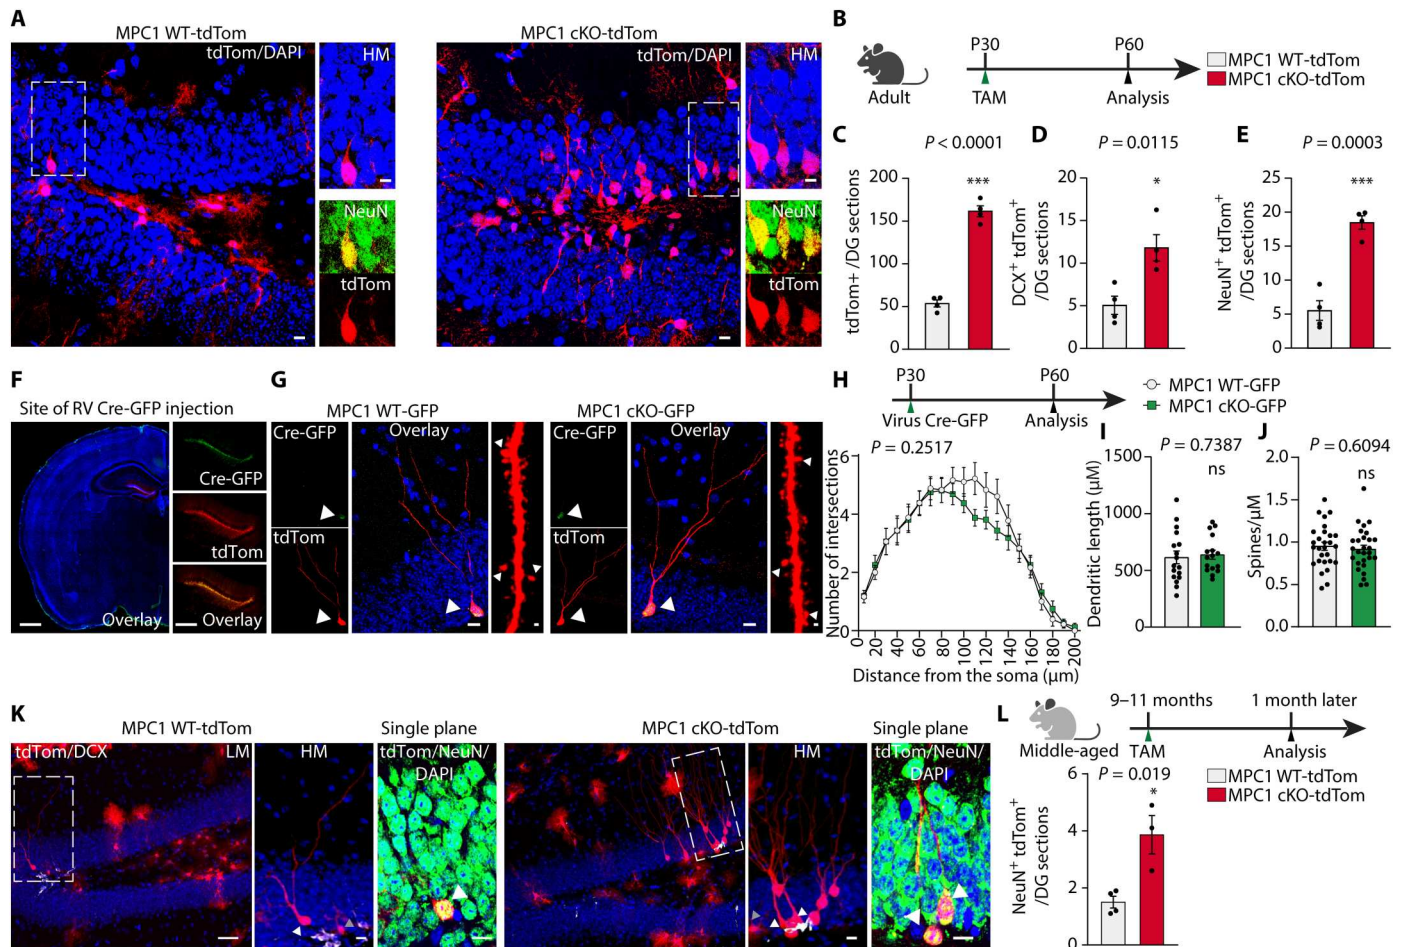 A
MPC1 WT-tdTom
tdTom/DAPI
HM
NeuN
tdTom
MPC1 cKO-tdTom
tdTom/DAPI
HM
NeuN
tdTom
B
P30
P60
Adult
TAM
Analysis
MPC1 WT-tdTom
MPC1 cKO-tdTom
C
P < 0.0001
***
tdTom+ /DG sections
200
150
100
50
0
D
P = 0.0115
*
DCX+ tdTom+
/DG sections
20
15
10
5
0
E
P = 0.0003
***
NeuN+ tdTom+
/DG sections
25
20
15
10
5
0
F
Site of RV Cre-GFP injection
Cre-GFP
tdTom
Overlay
Overlay
G
MPC1 WT-GFP
Cre-GFP
Overlay
tdTom
MPC1 cKO-GFP
Cre-GFP
Overlay
tdTom
H
P30
P60
Virus Cre-GFP
Analysis
MPC1 WT-GFP
MPC1 cKO-GFP
P = 0.2517
Number of intersections
6
4
2
0
0
20
40
60
80
100
120
140
160
180
200
Distance from the soma (µm)
I
P = 0.7387
ns
Dendritic length (µM)
1500
1000
500
0
J
P = 0.6094
ns
Spines/µM
2.0
1.5
1.0
0.5
0.0
K
MPC1 WT-tdTom
tdTom/DCX
LM
HM
Single plane
tdTom/NeuN/
DAPI
MPC1 cKO-tdTom
HM
Single plane
tdTom/NeuN/
DAPI
L
9–11 months
1 month later
Middle-aged
TAM
Analysis
MPC1 WT-tdTom
MPC1 cKO-tdTom
P = 0.019
*
NeuN+ tdTom+
/DG sections
6
4
2
0